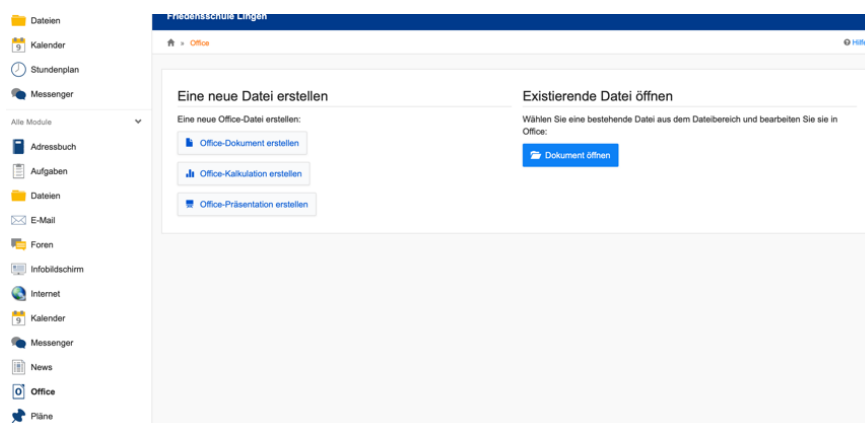 Dateien
Kalender
Stundenplan
Messenger
Alle Module
Adressbuch
Aufgaben
Dateien
E-Mail
Foren
Infobildschirm
Internet
Kalender
Messenger
News
Office
Pläne
Friedensschule Lingen
» Office
Hilfe
Eine neue Datei erstellen
Eine neue Office-Datei erstellen:
Office-Dokument erstellen
Office-Kalkulation erstellen
Office-Präsentation erstellen
Existierende Datei öffnen
Wählen Sie eine bestehende Datei aus dem Dateibereich und bearbeiten Sie sie in
Office:
Dokument öffnen